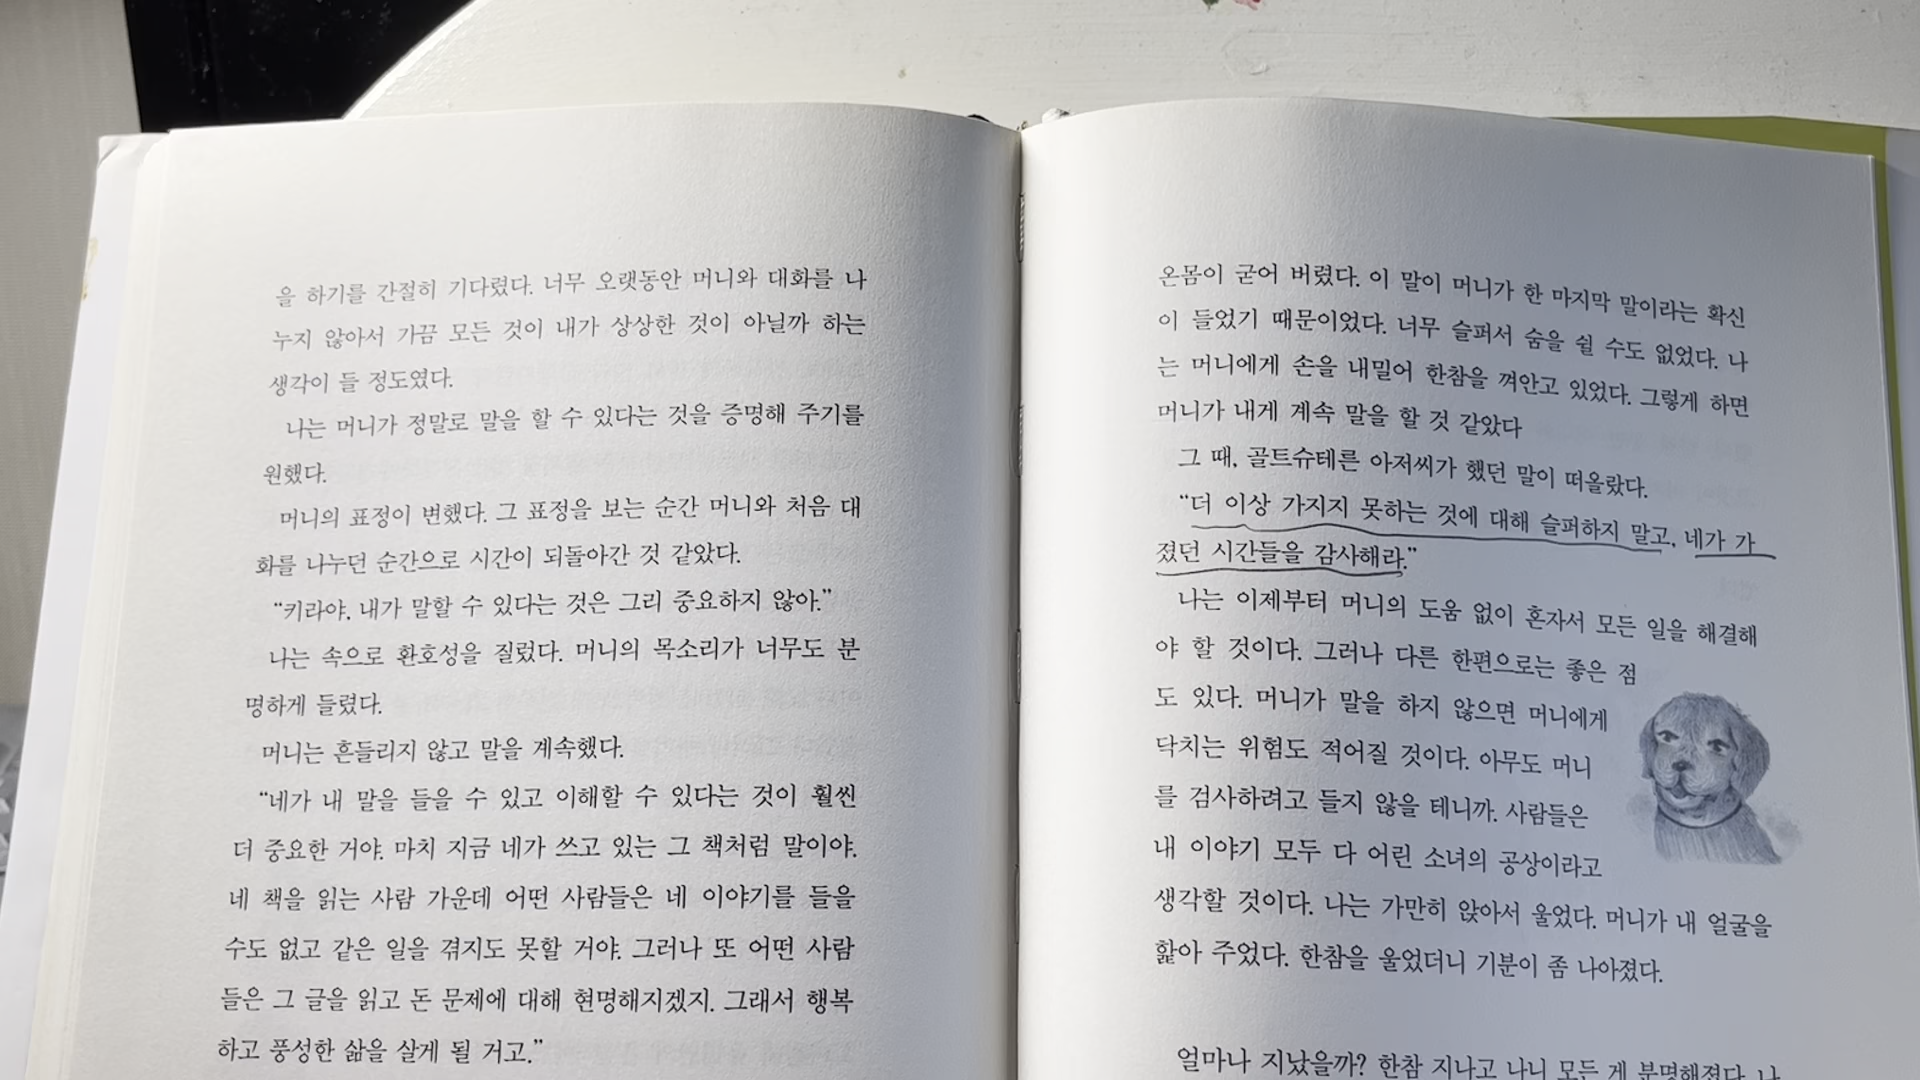 을 하기를 간절히 기다렸다. 너무 오랫동안 머니와 대화를 나
누지 않아서 가끔 모든 것이 내가 상상한 것이 아닐까 하는
생각이 들 정도였다.
나는 머니가 정말로 말을 할 수 있다는 것을 증명해 주기를
원했다.
머니의 표정이 변했다. 그 표정을 보는 순간 머니와 처음 대
화를 나누던 순간으로 시간이 되돌아간 것 같았다.
“키라야. 내가 말할 수 있다는 것은 그리 중요하지 않아.”
나는 속으로 환호성을 질렀다. 머니의 목소리가 너무도 분
명하게 들렸다.
머니는 흔들리지 않고 말을 계속했다.
“네가 내 말을 들을 수 있고 이해할 수 있다는 것이 훨씬
더 중요한 거야. 마치 지금 네가 쓰고 있는 그 책처럼 말이야.
네 책을 읽는 사람 가운데 어떤 사람들은 네 이야기를 들을
수도 없고 같은 일을 겪지도 못할 거야. 그러나 또 어떤 사람
들은 그 글을 읽고 돈 문제에 대해 현명해지겠지. 그래서 행복
하고 풍성한 삶을 살게 될 거고.”
온몸이 굳어 버렸다. 이 말이 머니가 한 마지막 말이라는 확신
이 들었기 때문이었다. 너무 슬퍼서 숨을 쉴 수도 없었다. 나
는 머니에게 손을 내밀어 한참을 껴안고 있었다. 그렇게 하면
머니가 내게 계속 말을 할 것 같았다
그 때, 골트슈테른 아저씨가 했던 말이 떠올랐다.
“더 이상 가지지 못하는 것에 대해 슬퍼하지 말고, 네가 가
졌던 시간들을 감사해라.”
나는 이제부터 머니의 도움 없이 혼자서 모든 일을 해결해
야 할 것이다. 그러나 다른 한편으로는 좋은 점
도 있다. 머니가 말을 하지 않으면 머니에게
닥치는 위험도 적어질 것이다. 아무도 머니
를 검사하려고 들지 않을 테니까. 사람들은
내 이야기 모두 다 어린 소녀의 공상이라고
생각할 것이다. 나는 가만히 앉아서 울었다. 머니가 내 얼굴을
핥아 주었다. 한참을 울었더니 기분이 좀 나아졌다.
얼마나 지났을까? 한참 지나고 나니 모든 게 분명해졌다. 나